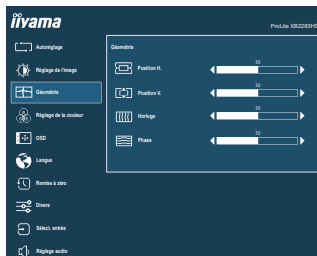 iiyama
ProLite XB2283HS
Autoréglage
Réglage de l'image
Géométrie
Réglage de la couleur
OSD
Langue
Remise à zéro
Divers
Sélect. entrée
Réglage audio
Géométrie
Position H.
50
Position V.
50
Horloge
50
Phase
50